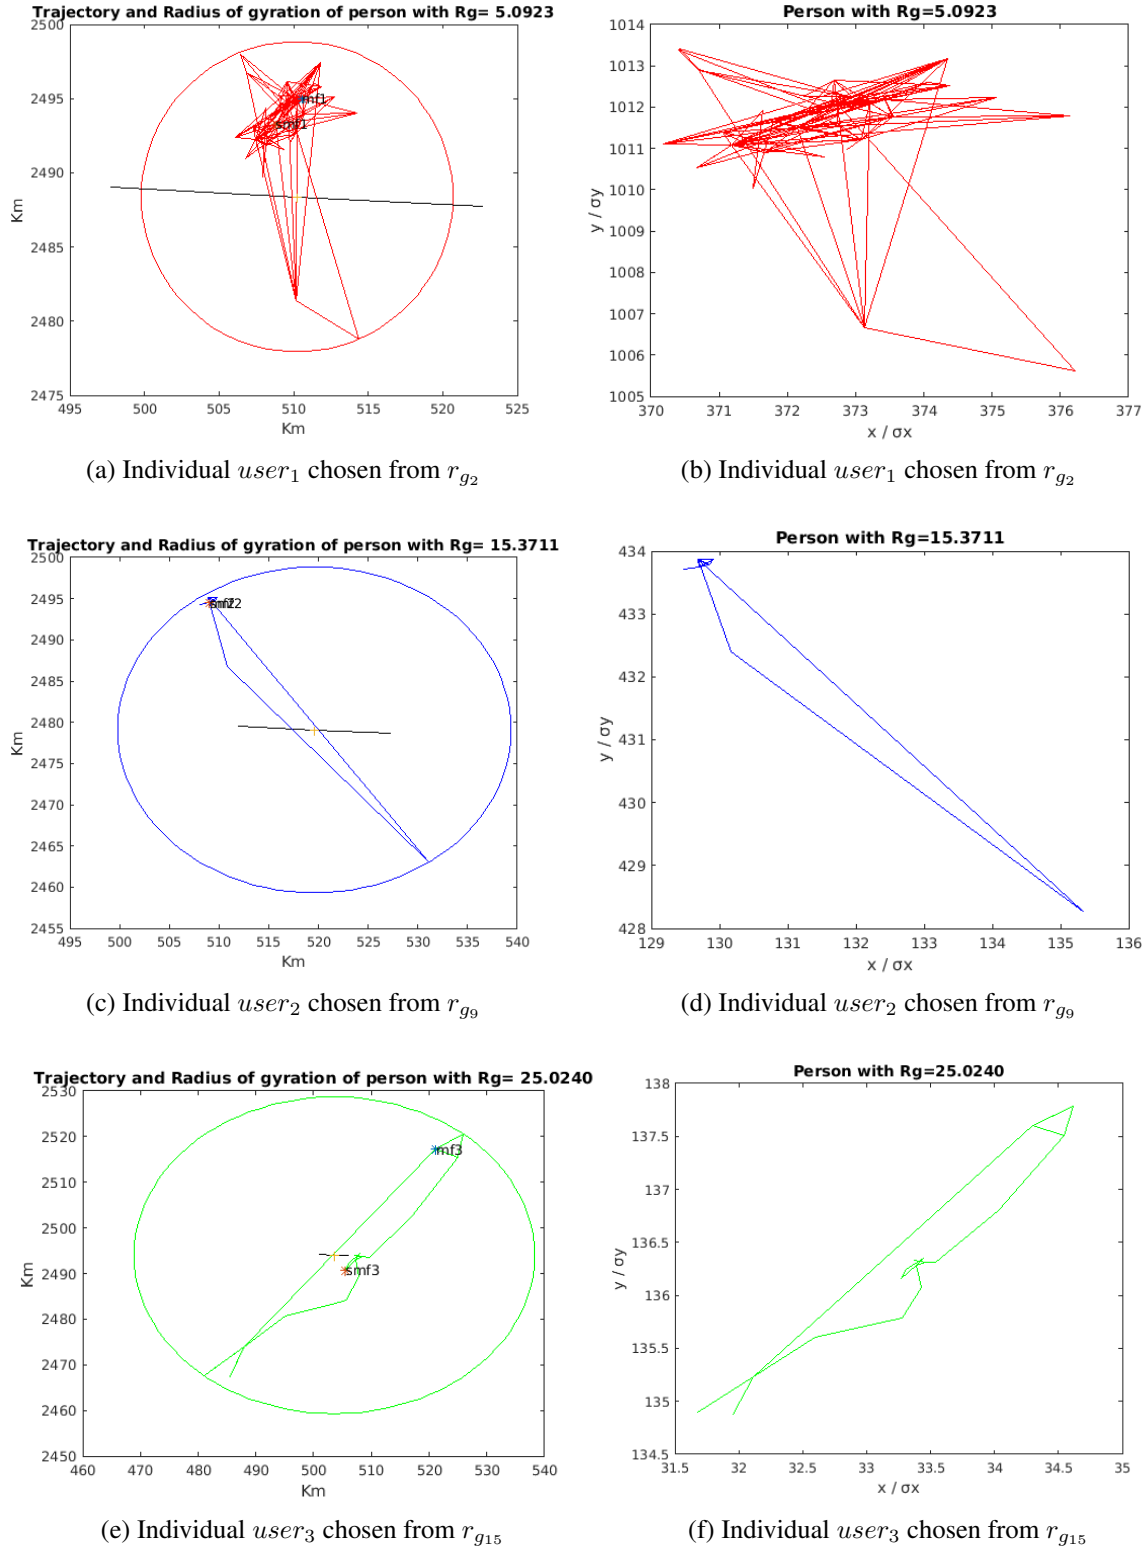 Trajectory and Radius of gyration of person with Rg= 5.0923
2500
2495
2490
2485
2480
2475
Km
mf1
smf1
495 500 505 510 515 520 525
Km
Person with Rg=5.0923
1014
1013
1012
1011
1010
1009
1008
1007
1006
1005
y / σy
370 371 372 373 374 375 376 377
x / σx
(a) Individual user1 chosen from rg2
(b) Individual user1 chosen from rg2
Trajectory and Radius of gyration of person with Rg= 15.3711
2500
2495
2490
2485
2480
2475
2470
2465
2460
2455
Km
495 500 505 510 515 520 525 530 535 540
Km
Person with Rg=15.3711
434
433
432
431
430
429
428
y / σy
129 130 131 132 133 134 135 136
x / σx
(c) Individual user2 chosen from rg9
(d) Individual user2 chosen from rg9
Trajectory and Radius of gyration of person with Rg= 25.0240
2530
2520
2510
2500
2490
2480
2470
2460
2450
Km
mf3
smf3
460 470 480 490 500 510 520 530 540
Km
Person with Rg=25.0240
138
137.5
137
136.5
136
135.5
135
134.5
y / σy
31.5 32 32.5 33 33.5 34 34.5 35
x / σx
(e) Individual user3 chosen from rg15
(f) Individual user3 chosen from rg15